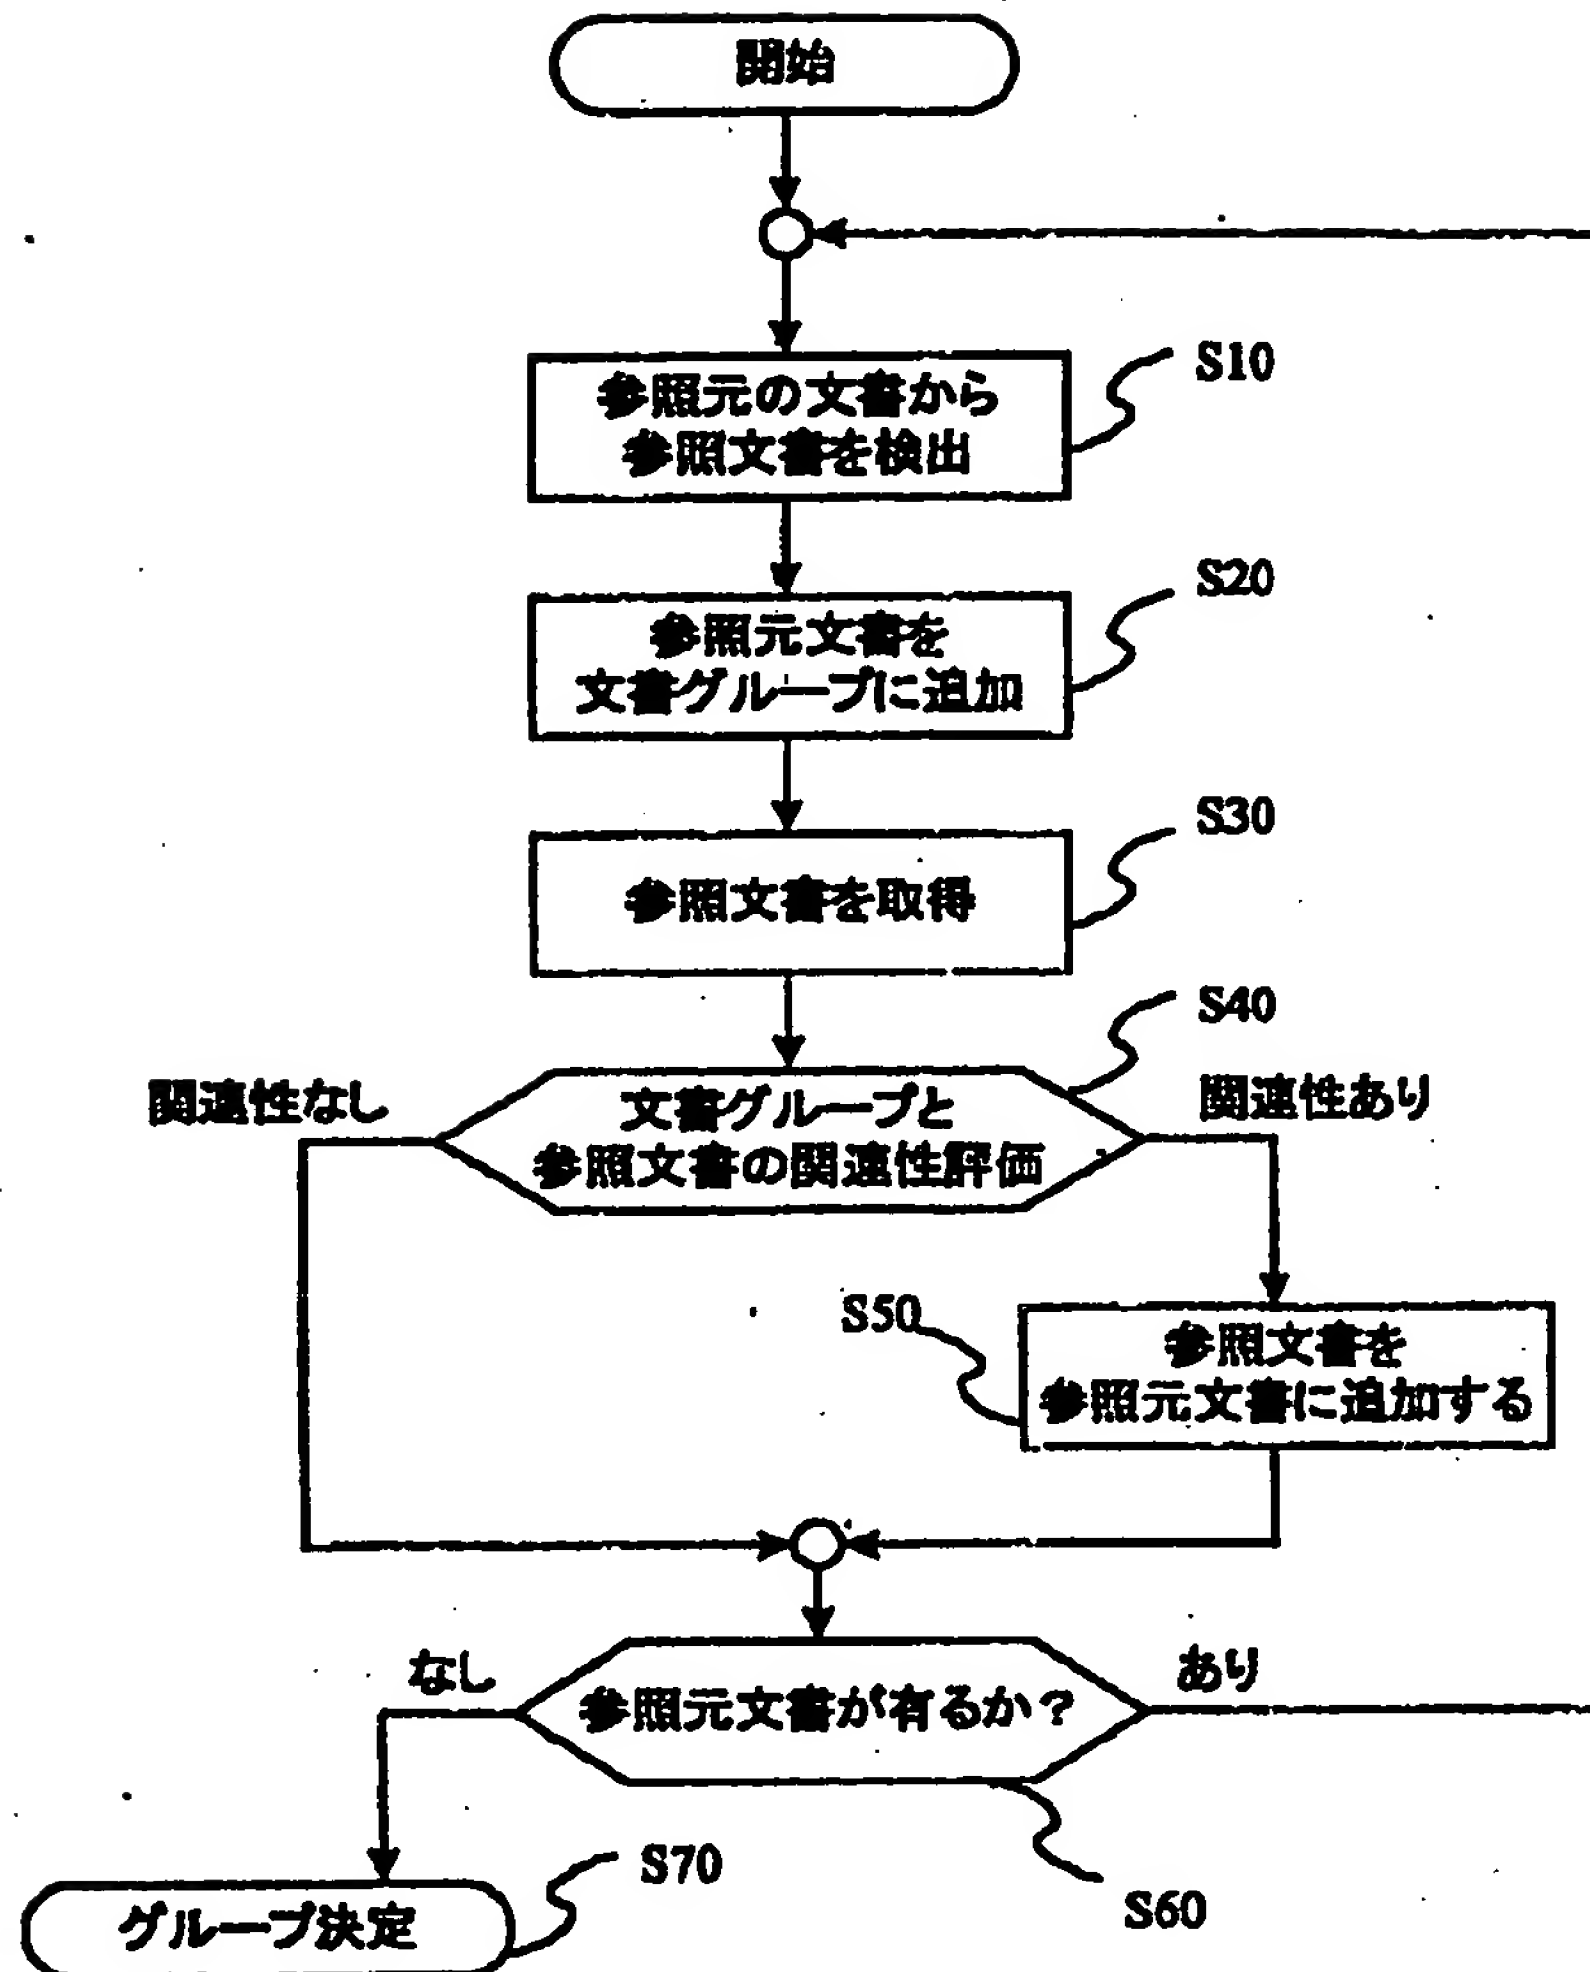 開始
参照元の文書から
参照文書を検出
S10
参照元文書を
文書グループに追加
S20
参照文書を取得
S30
S40
関連性なし
文書グループと
参照文書の関連性評価
関連性あり
S50
参照文書を
参照元文書に追加する
なし
参照元文書が有るか？
あり
S70
グループ決定
S60